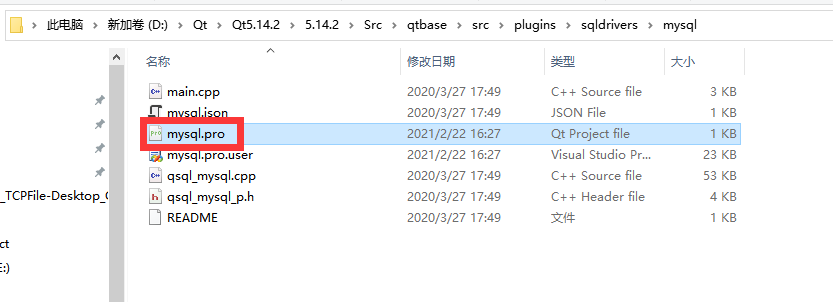 此电脑 > 新加卷 (D:) > Qt > Qt5.14.2 > 5.14.2 > Src > qtbase > src > plugins > sqldrivers > mysql
名称 修改日期 类型 大小
main.cpp 2020/3/27 17:49 C++ Source file 3 KB
mysql.json 2020/3/27 17:49 JSON File 1 KB
mysql.pro 2021/2/22 16:27 Qt Project file 1 KB
mysql.pro.user 2021/2/22 16:27 Visual Studio Pr... 23 KB
qsql_mysql.cpp 2020/3/27 17:49 C++ Source file 53 KB
_TCPFile-Desktop_
qsql_mysql_p.h 2020/3/27 17:49 C++ Header file 4 KB
README 2020/3/27 17:49 文件 1 KB
ct
E:)